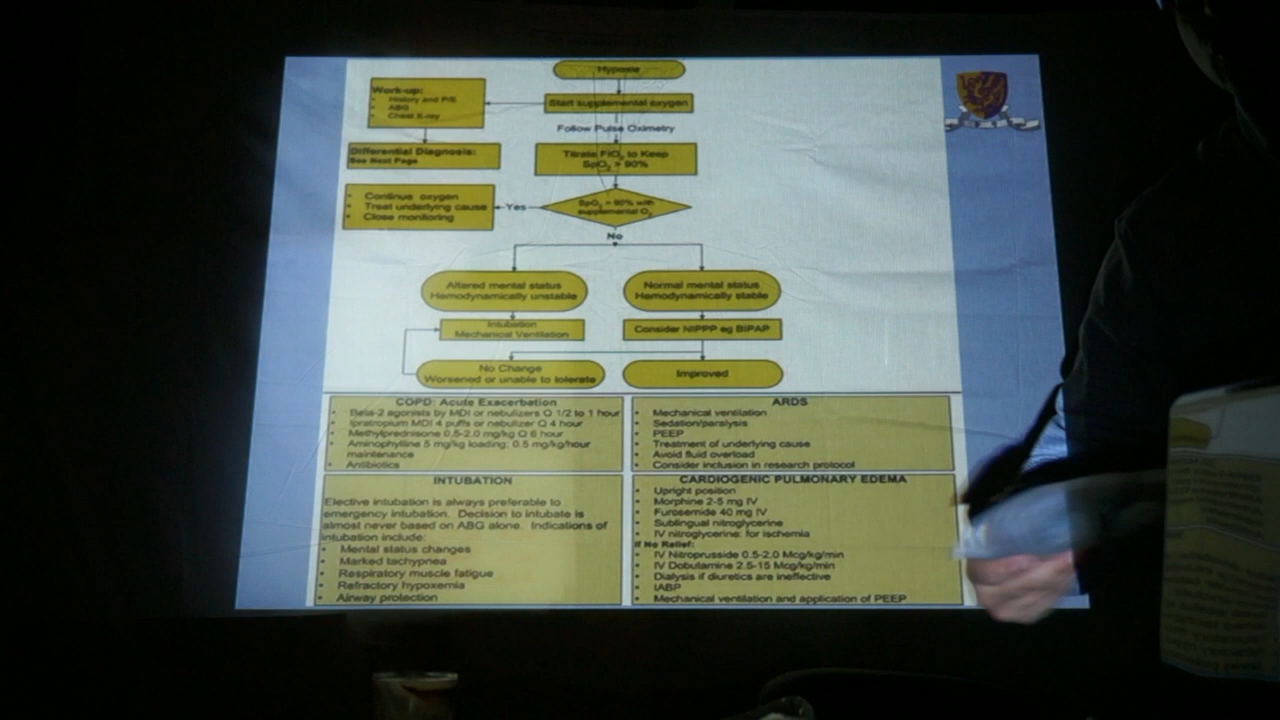 Hypoxia
Work-up:
• History and P/E
• ABG
• Chest X-ray
Start supplemental oxygen
Follow Pulse Oximetry
Differential Diagnosis:
See Next Page
Titrate FiO2 to Keep
SpO2 > 90%
• Continue oxygen
• Treat underlying cause
• Close monitoring
Yes
SpO2 > 90% with
supplemental O2
No
Altered mental status
Hemodynamically unstable
Normal mental status
Hemodynamically stable
Intubation
Mechanical Ventilation
Consider NIPPP eg BIPAP
No Change
Worsened or unable to tolerate
Improved
COPD: Acute Exacerbation
• Beta-2 agonists by MDI or nebulizers Q 1/2 to 1 hour
• Ipratropium MDI 4 puffs or nebulizer Q 4 hour
• Methylprednisone 0.5-2.0 mg/kg Q 6 hour
• Aminophylline 5 mg/kg loading; 0.5 mg/kg/hour
maintenance
• Antibiotics
ARDS
• Mechanical ventilation
• Sedation/paralysis
• PEEP
• Treatment of underlying cause
• Avoid fluid overload
• Consider inclusion in research protocol
INTUBATION
Elective intubation is always preferable to
emergency intubation. Decision to intubate is
almost never based on ABG alone. Indications of
intubation include:
• Mental status changes
• Marked tachypnea
• Respiratory muscle fatigue
• Refractory hypoxemia
• Airway protection
CARDIOGENIC PULMONARY EDEMA
• Upright position
• Morphine 2-5 mg IV
• Furosemide 40 mg IV
• Sublingual nitroglycerine
• IV nitroglycerine: for ischemia
If No Relief:
• IV Nitroprusside 0.5-2.0 Mcg/kg/min
• IV Dobutamine 2.5-15 Mcg/kg/min
• Dialysis if diuretics are ineffective
• IABP
• Mechanical ventilation and application of PEEP